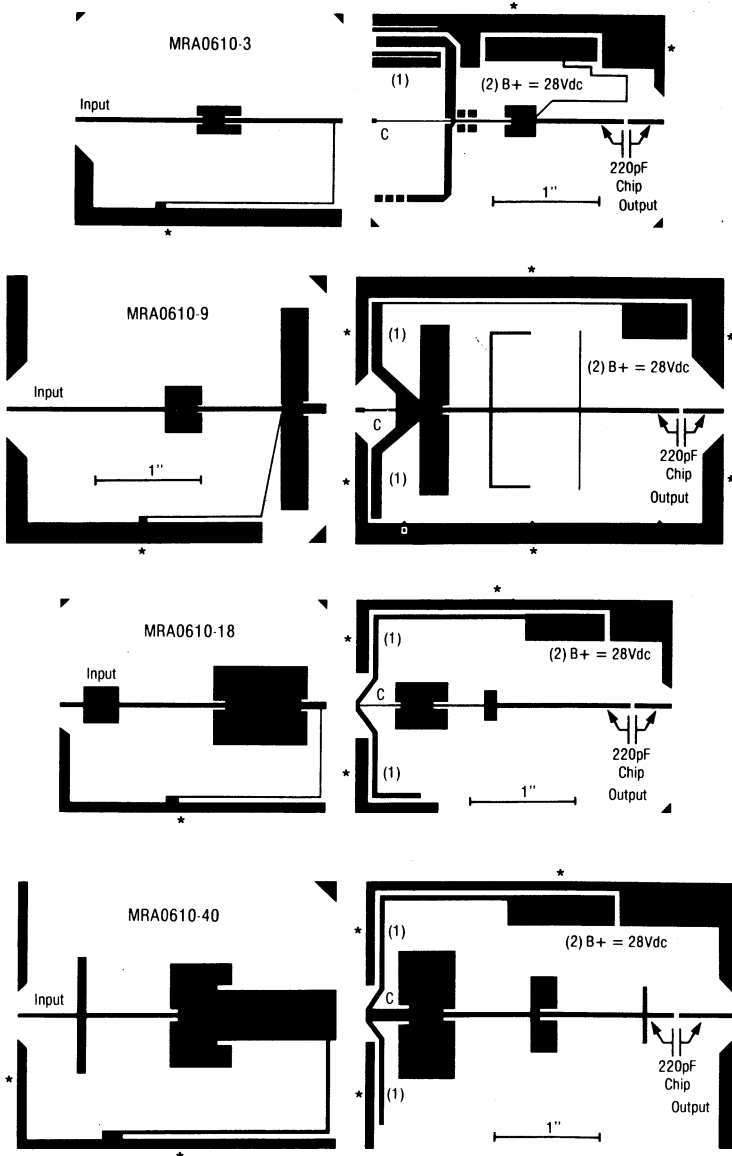 *
MRA0610-3
*
(1)
(2) B+ = 28Vdc
Input
C
220pF
Chip
Output
1"
*
*
MRA0610-9
*
(1)
*
(2) B+ = 28Vdc
Input
C
220pF
Chip
Output
1"
*
(1)
*
*
*
*
MRA0610-18
*
(1)
(2) B+ = 28Vdc
Input
C
220pF
Chip
Output
*
(1)
1"
*
*
MRA0610-40
*
(1)
(2) B+ = 28Vdc
Input
C
220pF
Chip
Output
*
*
(1)
1"
*